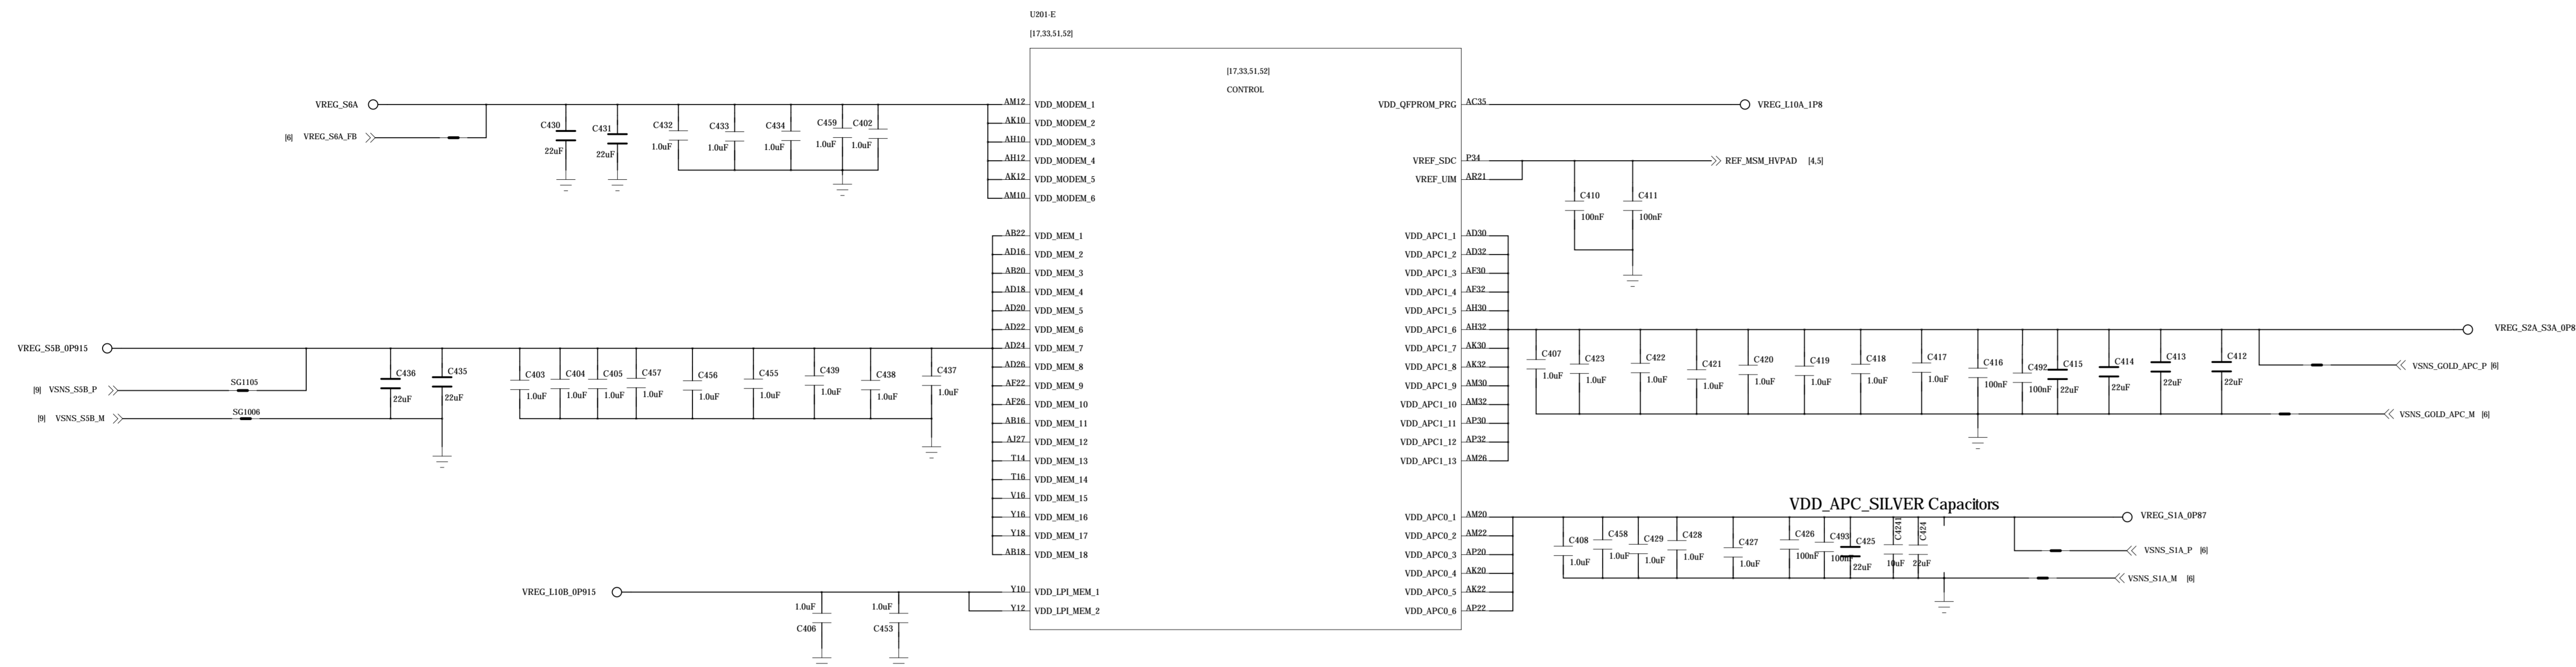 U201-E
[17,33,51,52]
[17,33,51,52]
CONTROL
VREG_S6A
[6] VREG_S6A_FB
C430
22uF
C431
22uF
C432
1.0uF
C433
1.0uF
C434
1.0uF
C459
1.0uF
C402
1.0uF
AM12 VDD_MODEM_1
AK10 VDD_MODEM_2
AH10 VDD_MODEM_3
AH12 VDD_MODEM_4
AK12 VDD_MODEM_5
AM10 VDD_MODEM_6
VDD_QFPROM_PRG AC35
VREG_L10A_1P8
VREF_SDC P34
REF_MSM_HVPAD [4,5]
VREF_UIM AR21
C410
100nF
C411
100nF
AB22 VDD_MEM_1
AD16 VDD_MEM_2
AB20 VDD_MEM_3
AD18 VDD_MEM_4
AD20 VDD_MEM_5
AD22 VDD_MEM_6
AD24 VDD_MEM_7
AD26 VDD_MEM_8
AF22 VDD_MEM_9
AF26 VDD_MEM_10
AB16 VDD_MEM_11
AJ27 VDD_MEM_12
T14 VDD_MEM_13
T16 VDD_MEM_14
V16 VDD_MEM_15
Y16 VDD_MEM_16
Y18 VDD_MEM_17
AB18 VDD_MEM_18
VREG_S5B_0P915
[9] VSNS_S5B_P
SG1105
[9] VSNS_S5B_M
SG1006
C436
22uF
C435
22uF
C403
1.0uF
C404
1.0uF
C405
1.0uF
C457
1.0uF
C456
1.0uF
C455
1.0uF
C439
1.0uF
C438
1.0uF
C437
1.0uF
VDD_APC1_1 AD30
VDD_APC1_2 AD32
VDD_APC1_3 AF30
VDD_APC1_4 AF32
VDD_APC1_5 AH30
VDD_APC1_6 AH32
VDD_APC1_7 AK30
VDD_APC1_8 AK32
VDD_APC1_9 AM30
VDD_APC1_10 AM32
VDD_APC1_11 AP30
VDD_APC1_12 AP32
VDD_APC1_13 AM26
VREG_S2A_S3A_0P8
C407
1.0uF
C423
1.0uF
C422
1.0uF
C421
1.0uF
C420
1.0uF
C419
1.0uF
C418
1.0uF
C417
1.0uF
C416
100nF
C492
100nF
C415
22uF
C414
22uF
C413
22uF
C412
22uF
VSNS_GOLD_APC_P [6]
VSNS_GOLD_APC_M [6]
VDD_APC_SILVER Capacitors
VDD_APC0_1 AM20
VDD_APC0_2 AM22
VDD_APC0_3 AP20
VDD_APC0_4 AK20
VDD_APC0_5 AK22
VDD_APC0_6 AP22
VREG_S1A_0P87
C408
1.0uF
C458
1.0uF
C429
1.0uF
C428
1.0uF
C427
1.0uF
C426
100nF
C493
100nF
C425
22uF
C4241
10uF
C424
22uF
VSNS_S1A_P [6]
VSNS_S1A_M [6]
VREG_L10B_0P915
1.0uF
C406
1.0uF
C453
Y10 VDD_LPI_MEM_1
Y12 VDD_LPI_MEM_2